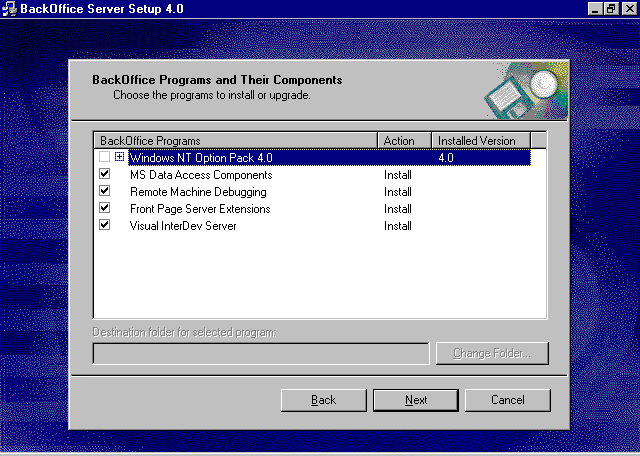 BackOffice Server Setup 4.0
BackOffice Programs and Their Components
Choose the programs to install or upgrade.
BackOffice Programs Action Installed Version
Windows NT Option Pack 4.0 4.0
MS Data Access Components Install
Remote Machine Debugging Install
Front Page Server Extensions Install
Visual InterDev Server Install
Destination folder for selected program:
Change Folder...
Back Next Cancel